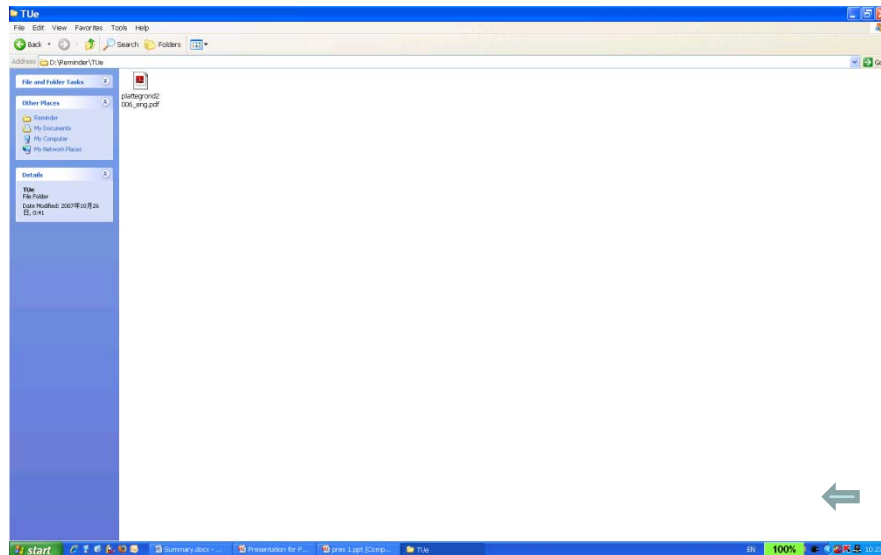 TUe
File Edit View Favorites Tools Help
Back Search Folders
Address D:\Reminder\TUe
File and Folder Tasks
Other Places
Reminder
My Documents
My Computer
My Network Places
Details
TUe
File Folder
Date Modified: 2007年10月26
日, 0:41
plattegrond2
006_eng.pdf
start Summary.docx - ... Presentation for P... pres 1.ppt [Comp... TUe EN 100%